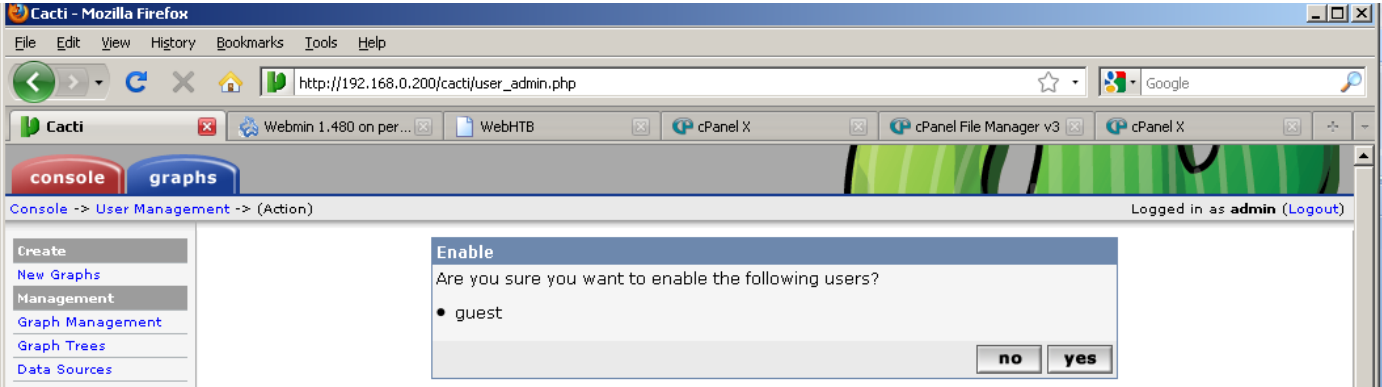 Cacti - Mozilla Firefox
File Edit View History Bookmarks Tools Help
http://192.168.0.200/cacti/user_admin.php Google
Cacti Webmin 1.480 on per... WebHTB cPanel X cPanel File Manager v3 cPanel X
console graphs
Console -> User Management -> (Action) Logged in as admin (Logout)
Create
New Graphs
Management
Graph Management
Graph Trees
Data Sources
Enable
Are you sure you want to enable the following users?
• guest
no yes